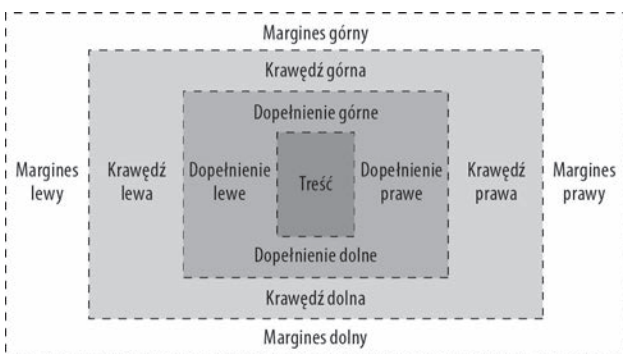 Margines górny
Krawędź górna
Dopełnienie górne
Margines
lewy
Krawędź
lewa
Dopełnienie
lewe
Treść
Dopełnienie
prawe
Krawędź
prawa
Margines
prawy
Dopełnienie dolne
Krawędź dolna
Margines dolny